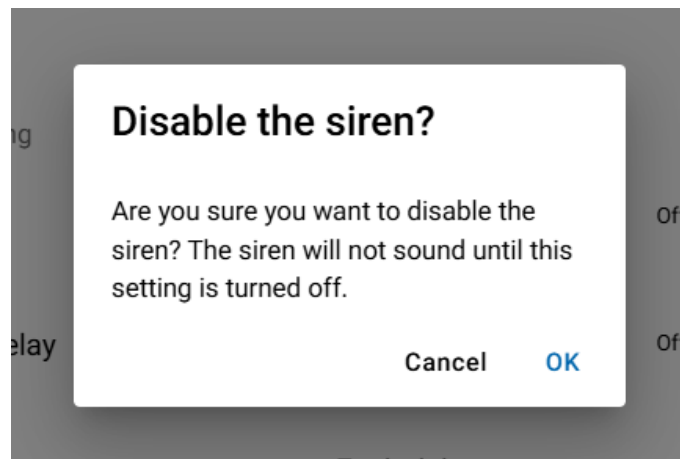 Disable the siren?
Are you sure you want to disable the
siren? The siren will not sound until this
setting is turned off.
Cancel OK